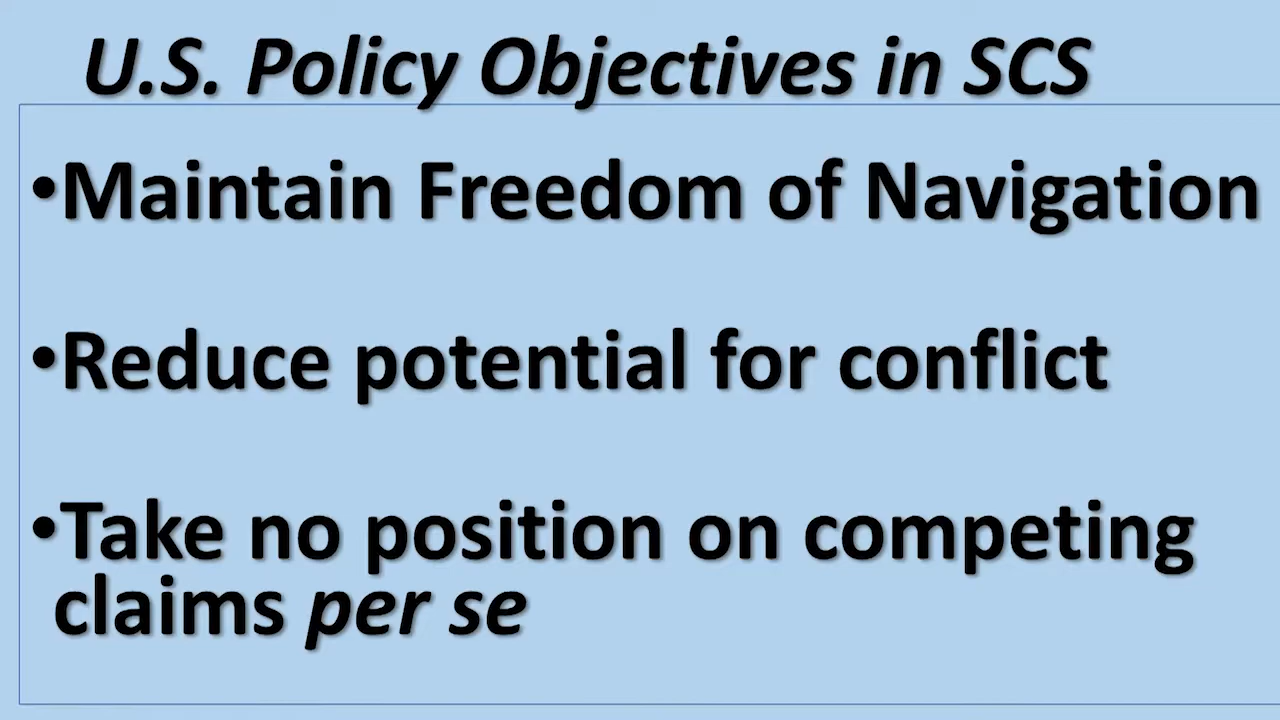 U.S. Policy Objectives in SCS
•Maintain Freedom of Navigation
•Reduce potential for conflict
•Take no position on competing
claims per se